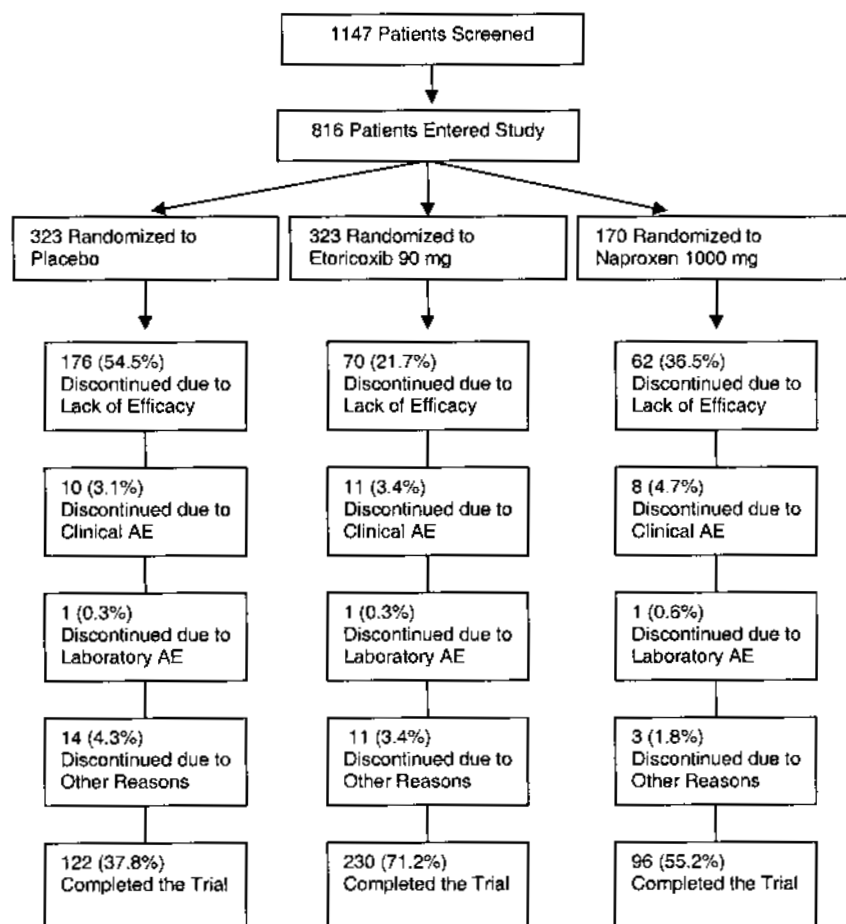 1147 Patients Screened
816 Patients Entered Study
323 Randomized to
Placebo
323 Randomized to
Etoricoxib 90 mg
170 Randomized to
Naproxen 1000 mg
176 (54.5%)
Discontinued due to
Lack of Efficacy
70 (21.7%)
Discontinued due to
Lack of Efficacy
62 (36.5%)
Discontinued due to
Lack of Efficacy
10 (3.1%)
Discontinued due to
Clinical AE
11 (3.4%)
Discontinued due to
Clinical AE
8 (4.7%)
Discontinued due to
Clinical AE
1 (0.3%)
Discontinued due to
Laboratory AE
1 (0.3%)
Discontinued due to
Laboratory AE
1 (0.6%)
Discontinued due to
Laboratory AE
14 (4.3%)
Discontinued due to
Other Reasons
11 (3.4%)
Discontinued due to
Other Reasons
3 (1.8%)
Discontinued due to
Other Reasons
122 (37.8%)
Completed the Trial
230 (71.2%)
Completed the Trial
96 (55.2%)
Completed the Trial